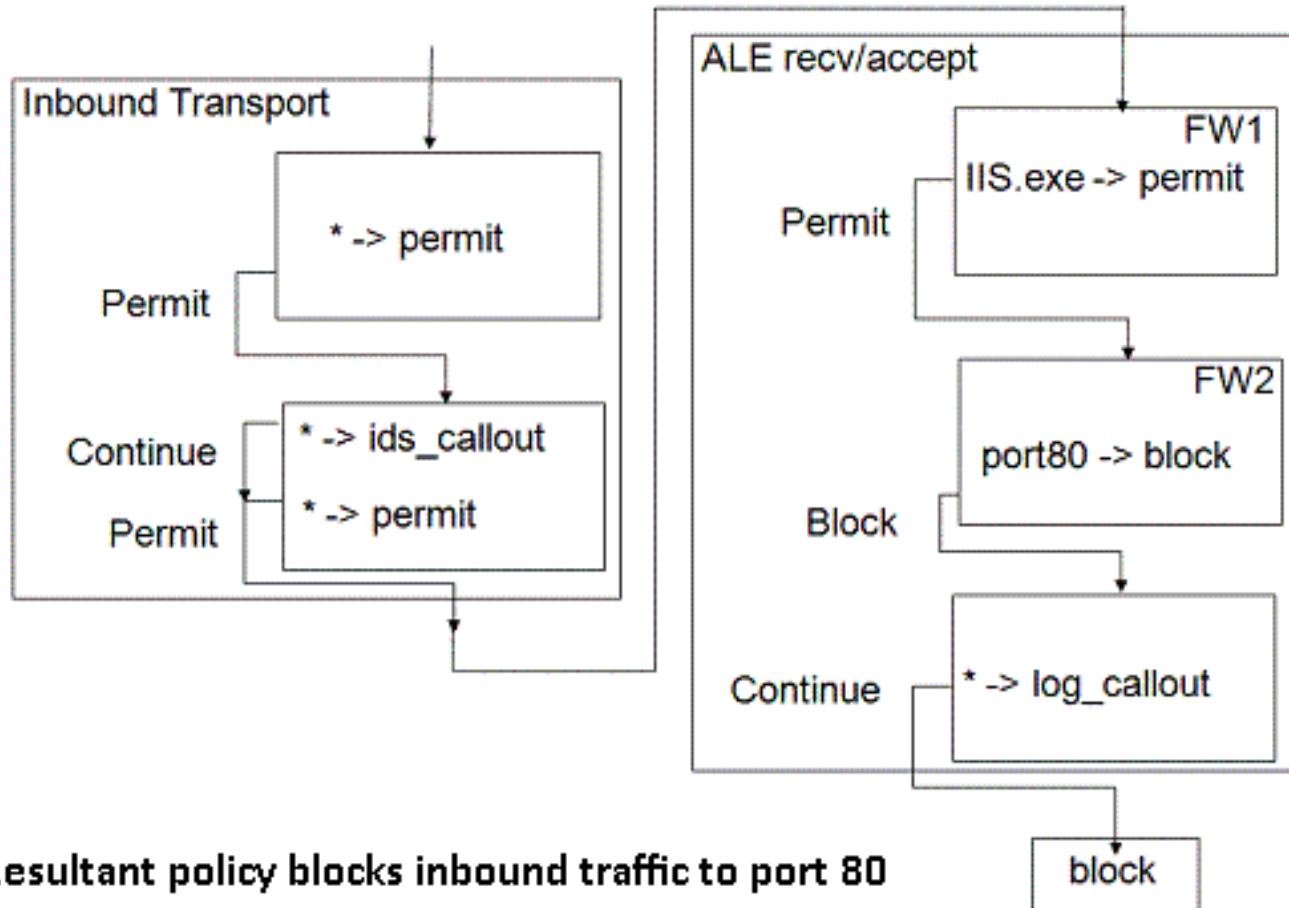 Inbound Transport
* -> permit
Permit
Continue
* -> ids_callout
Permit
* -> permit
ALE recv/accept
FW1
IIS.exe -> permit
Permit
FW2
port80 -> block
Block
Continue
* -> log_callout
block
esultant policy blocks inbound traffic to port 80